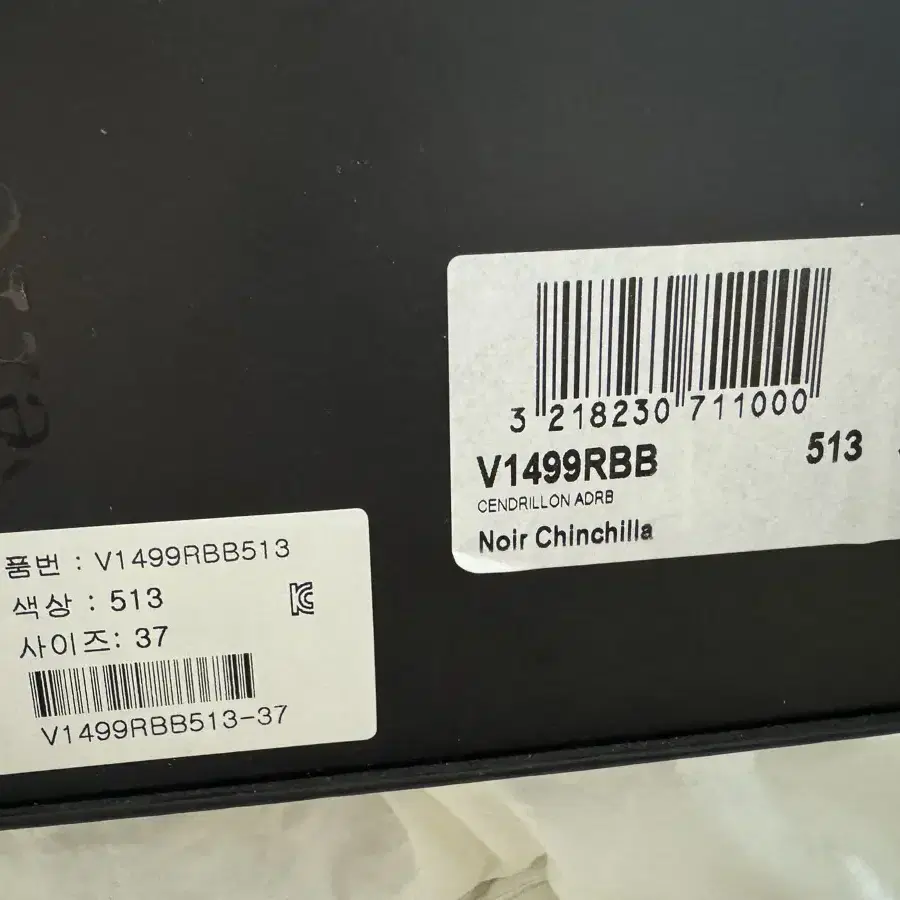 3 218230 711000
V1499RBB 513
CENDRILLON ADRB
Noir Chinchilla
품번 : V1499RBB513
색상 : 513
사이즈: 37
V1499RBB513-37